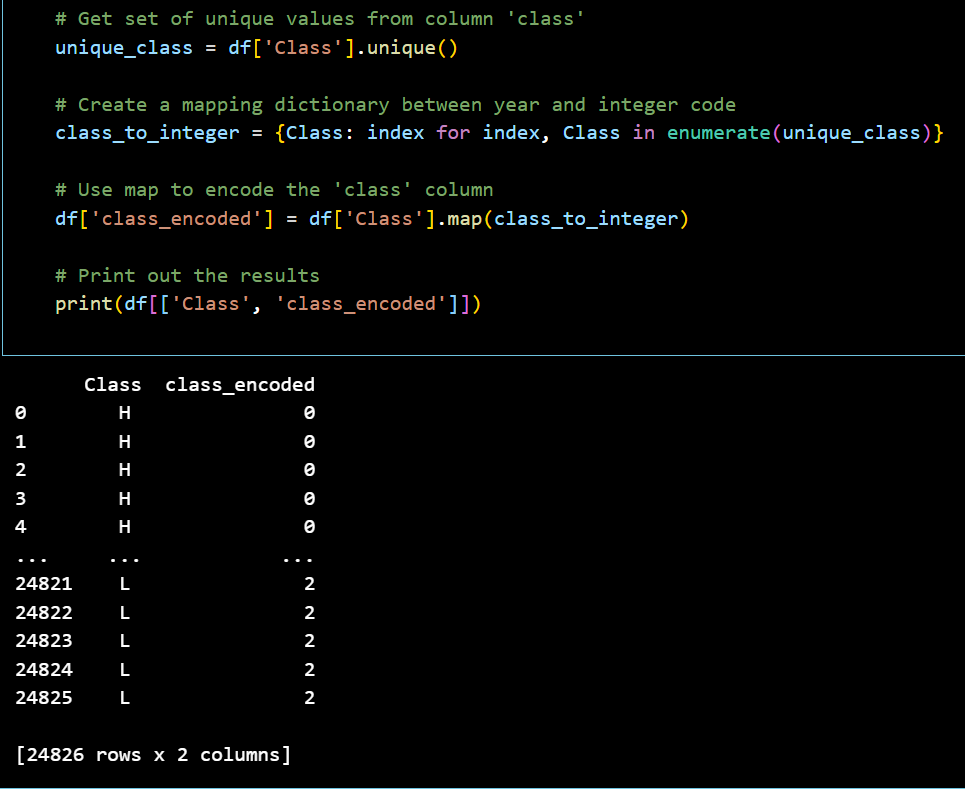 # Get set of unique values from column 'class'
unique_class = df['Class'].unique()
# Create a mapping dictionary between year and integer code
class_to_integer = {Class: index for index, Class in enumerate(unique_class)}
# Use map to encode the 'class' column
df['class_encoded'] = df['Class'].map(class_to_integer)
# Print out the results
print(df[['Class', 'class_encoded']])
Class class_encoded
0 H 0
1 H 0
2 H 0
3 H 0
4 H 0
... ... ...
24821 L 2
24822 L 2
24823 L 2
24824 L 2
24825 L 2
[24826 rows x 2 columns]